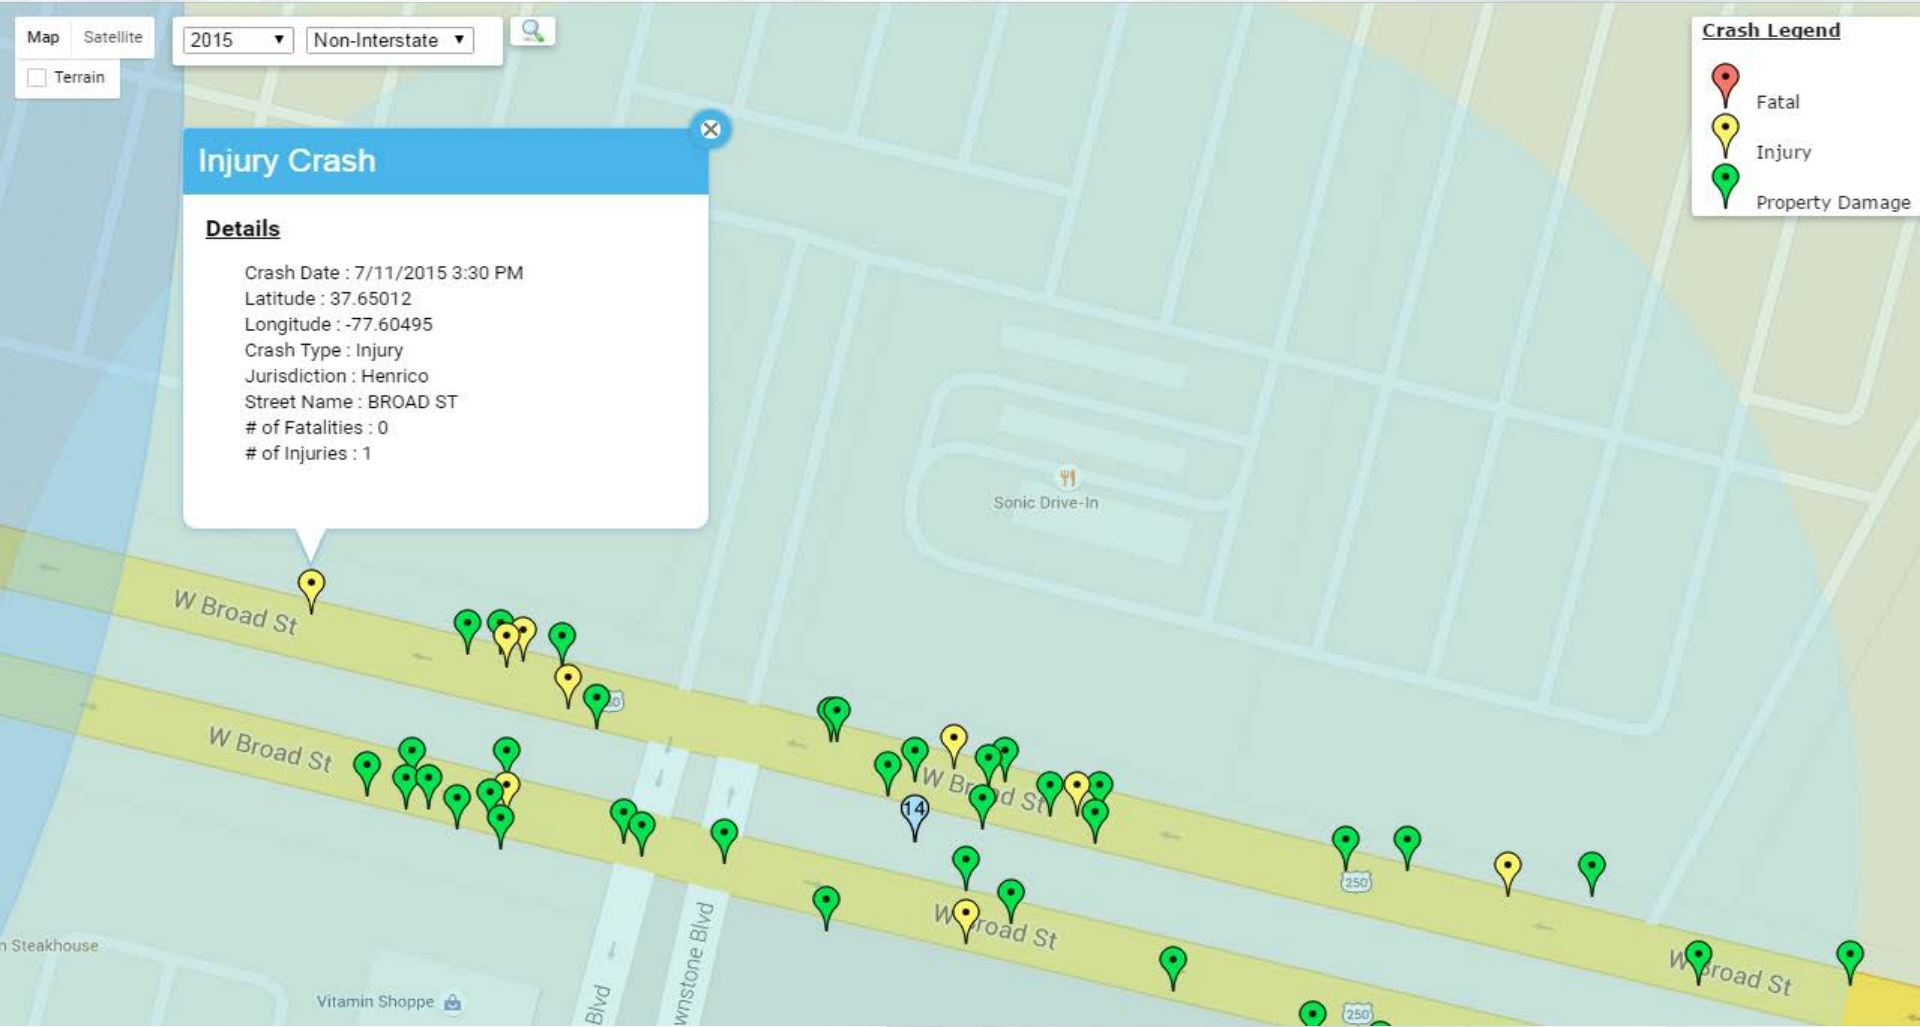 Map
Satellite
Terrain
2015
Non-Interstate
Crash Legend
Fatal
Injury
Property Damage
Injury Crash
Details
Crash Date : 7/11/2015 3:30 PM
Latitude : 37.65012
Longitude : -77.60495
Crash Type : Injury
Jurisdiction : Henrico
Street Name : BROAD ST
# of Fatalities : 0
# of Injuries : 1
Sonic Drive-In
W Broad St
W Broad St
W Broad St
14
250
W Broad St
W Broad St
n Steakhouse
Vitamin Shoppe
Blvd
wnstone Blvd
250